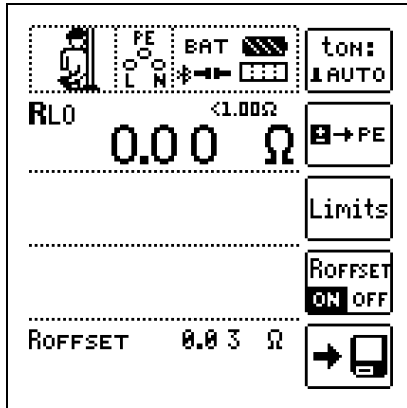 PE
L N
BAT
tON:
AUTO
RLO <1.00Ω
0.00 Ω
→PE
Limits
ROFFSET
ON OFF
ROFFSET 0.03 Ω